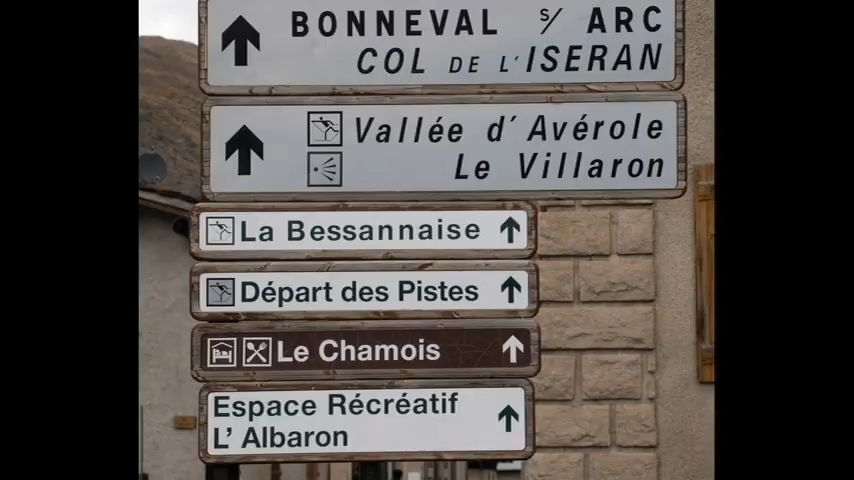 BONNEVAL s/ ARC
COL DE L'ISERAN
Vallée d'Avérole
Le Villaron
La Bessannaise
Départ des Pistes
Le Chamois
Espace Récréatif
L'Albaron